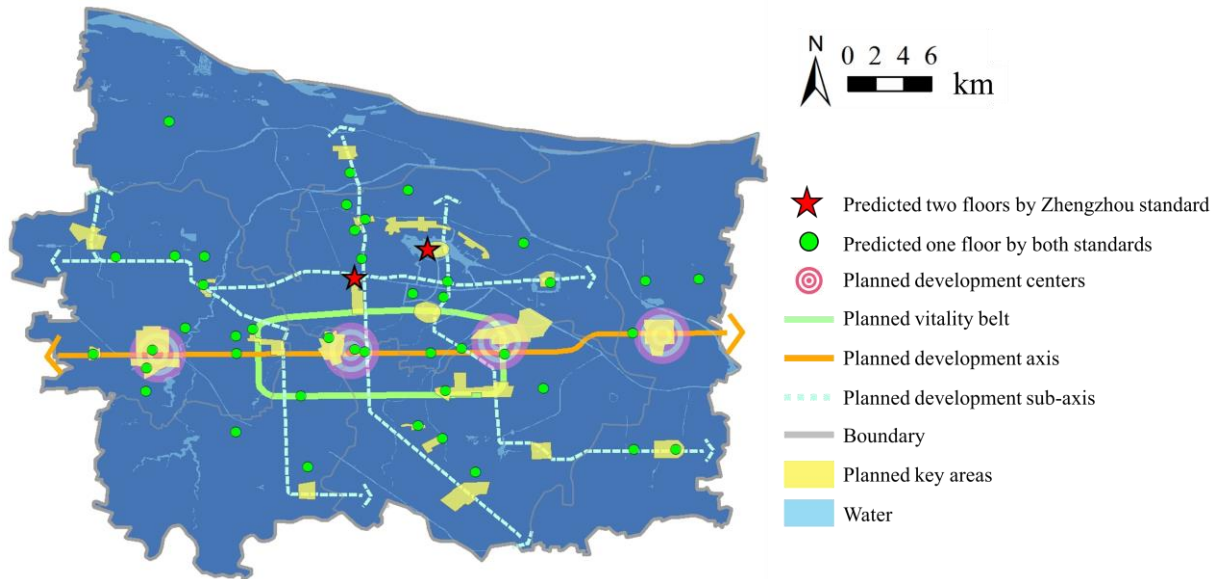 N
0 2 4 6
km
Predicted two floors by Zhengzhou standard
Predicted one floor by both standards
Planned development centers
Planned vitality belt
Planned development axis
Planned development sub-axis
Boundary
Planned key areas
Water